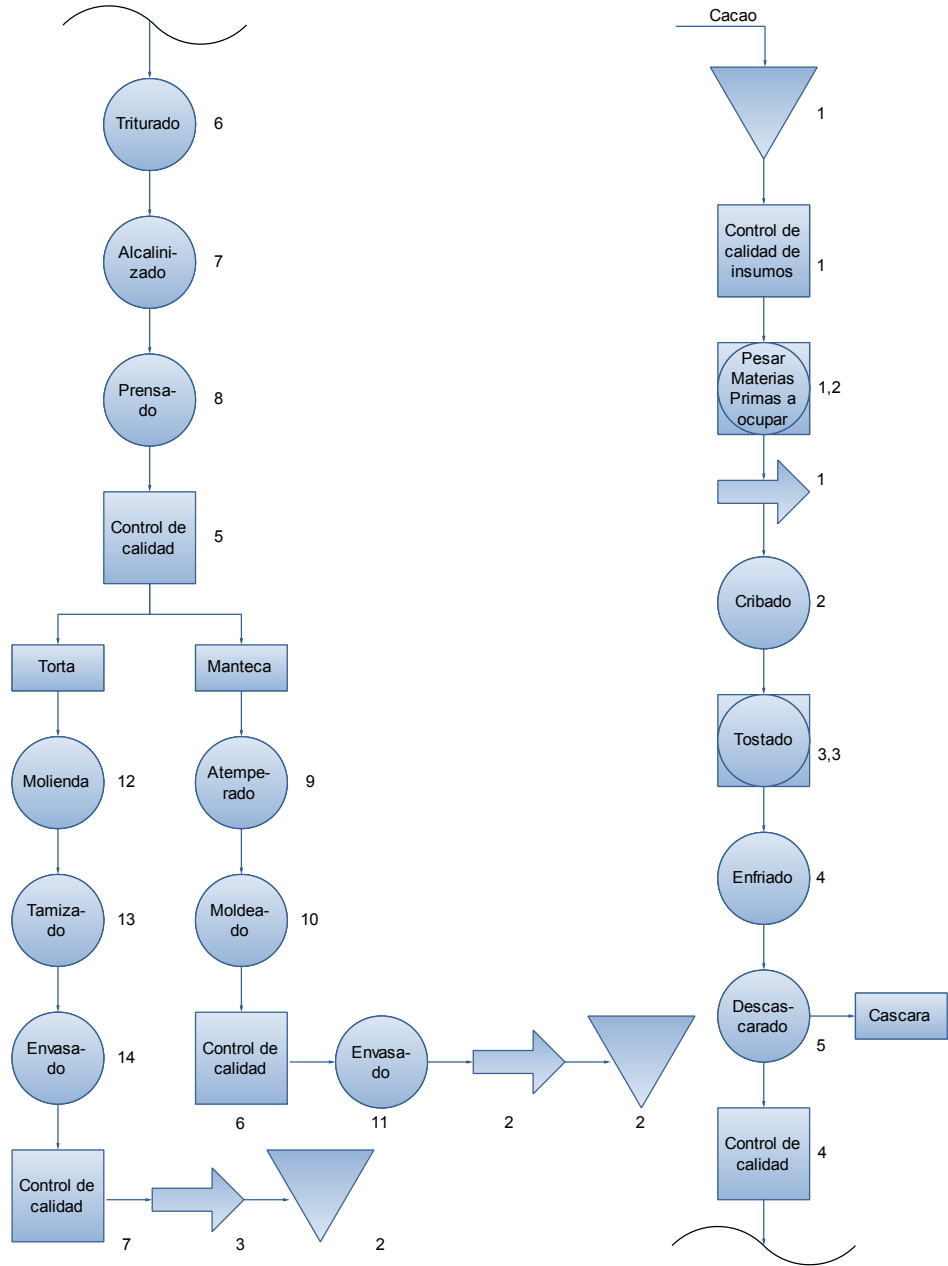 Triturado
6
Alcalini-
zado
7
Prensa-
do
8
Control de
calidad
5
Torta
Manteca
Molienda
12
Atempe-
rado
9
Tamiza-
do
13
Moldea-
do
10
Envasa-
do
14
Control de
calidad
6
Envasa-
do
11
2
2
Control de
calidad
7
3
2
Cacao
1
Control de
calidad de
insumos
1
Pesar
Materias
Primas a
ocupar
1,2
1
Cribado
2
Tostado
3,3
Enfriado
4
Descas-
carado
5
Cascara
Control de
calidad
4